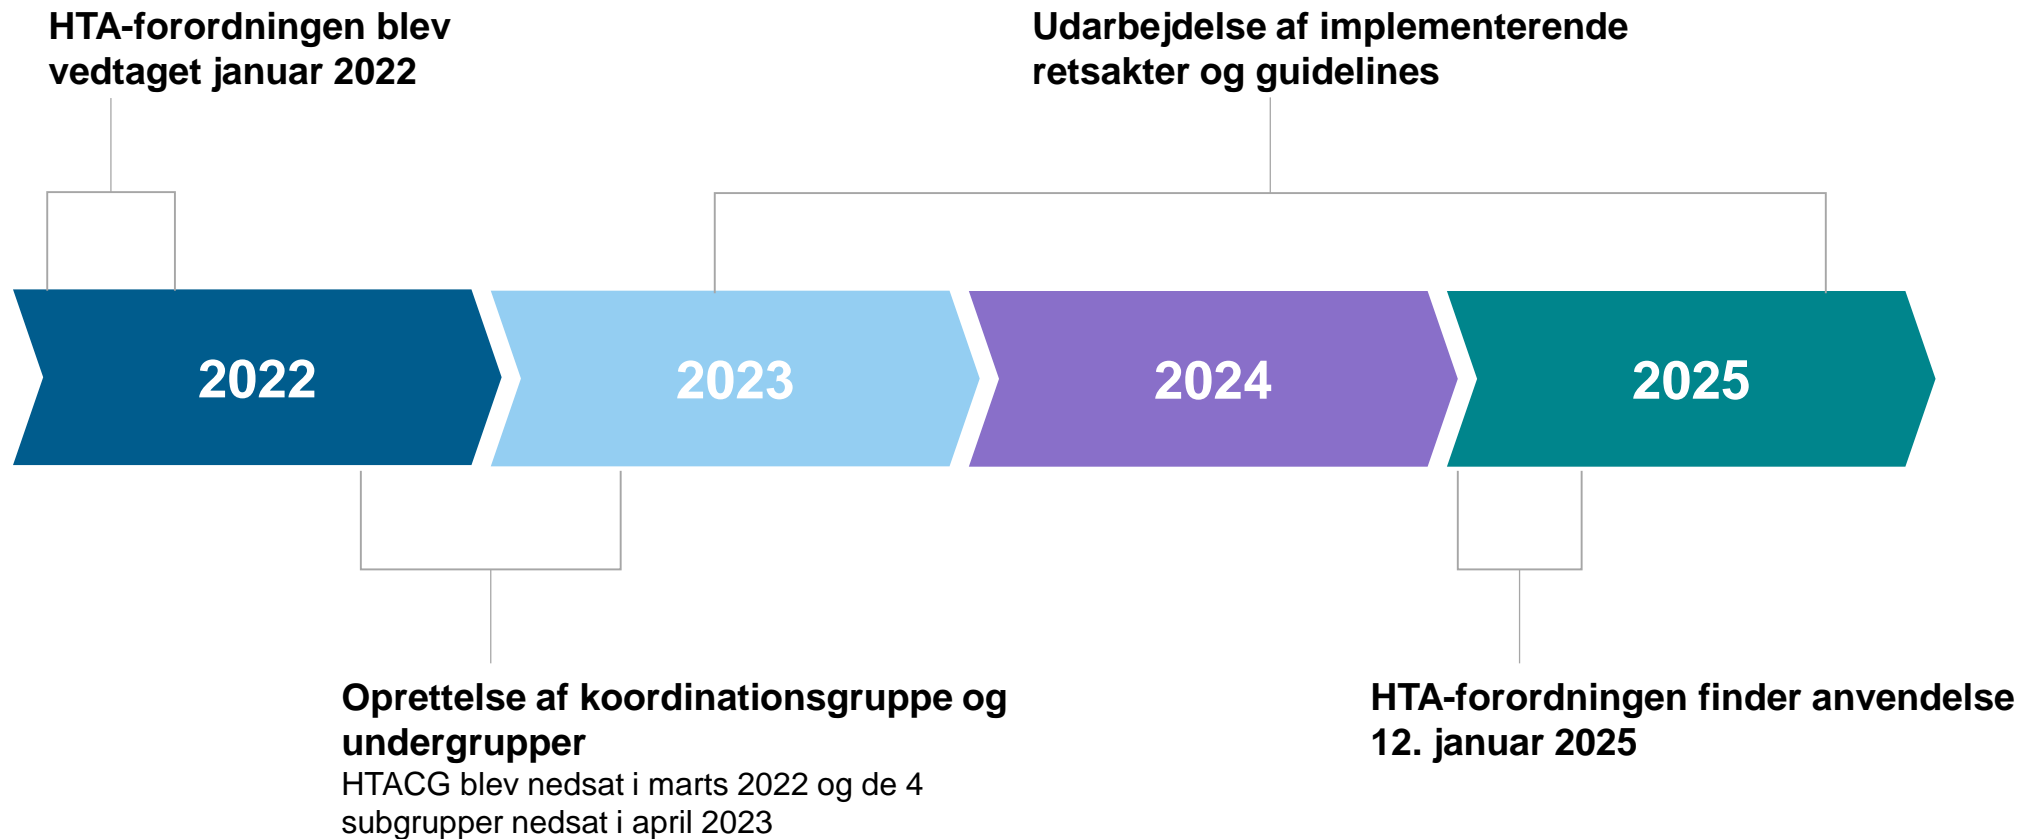 HTA-forordningen blev
vedtaget januar 2022
Udarbejdelse af implementerende
retsakter og guidelines
2022
2023
2024
2025
Oprettelse af koordinationsgruppe og
undergrupper
HTACG blev nedsat i marts 2022 og de 4
subgrupper nedsat i april 2023
HTA-forordningen finder anvendelse
12. januar 2025